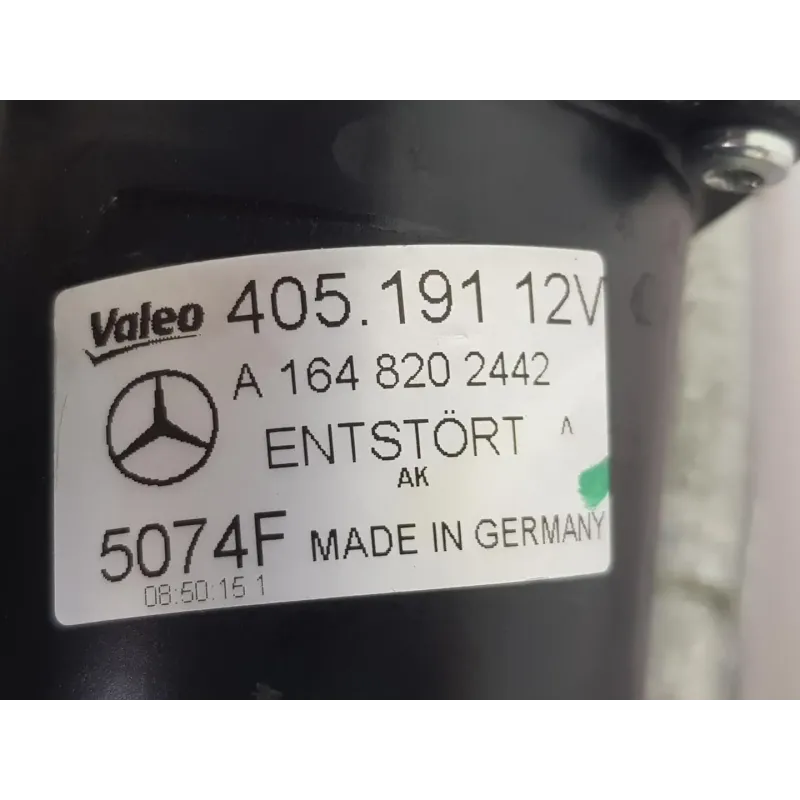 Valeo 405.191 12V
A 164 820 2442
ENTSTÖRT A
AK
5074F MADE IN GERMANY
08:50:15 1